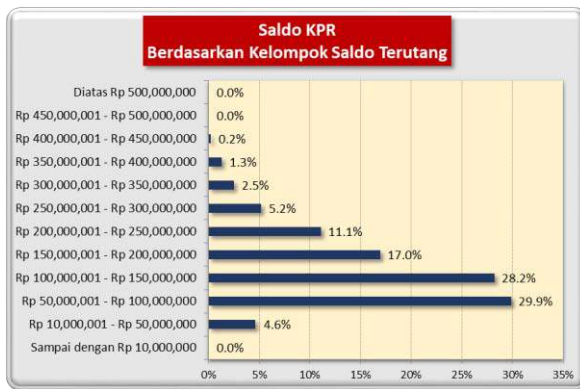 Saldo KPR
Berdasarkan Kelompok Saldo Terutang
Diatas Rp 500,000,000 0.0%
Rp 450,000,001 - Rp 500,000,000 0.0%
Rp 400,000,001 - Rp 450,000,000 0.2%
Rp 350,000,001 - Rp 400,000,000 1.3%
Rp 300,000,001 - Rp 350,000,000 2.5%
Rp 250,000,001 - Rp 300,000,000 5.2%
Rp 200,000,001 - Rp 250,000,000 11.1%
Rp 150,000,001 - Rp 200,000,000 17.0%
Rp 100,000,001 - Rp 150,000,000 28.2%
Rp 50,000,001 - Rp 100,000,000 29.9%
Rp 10,000,001 - Rp 50,000,000 4.6%
Sampai dengan Rp 10,000,000 0.0%
0% 5% 10% 15% 20% 25% 30% 35%